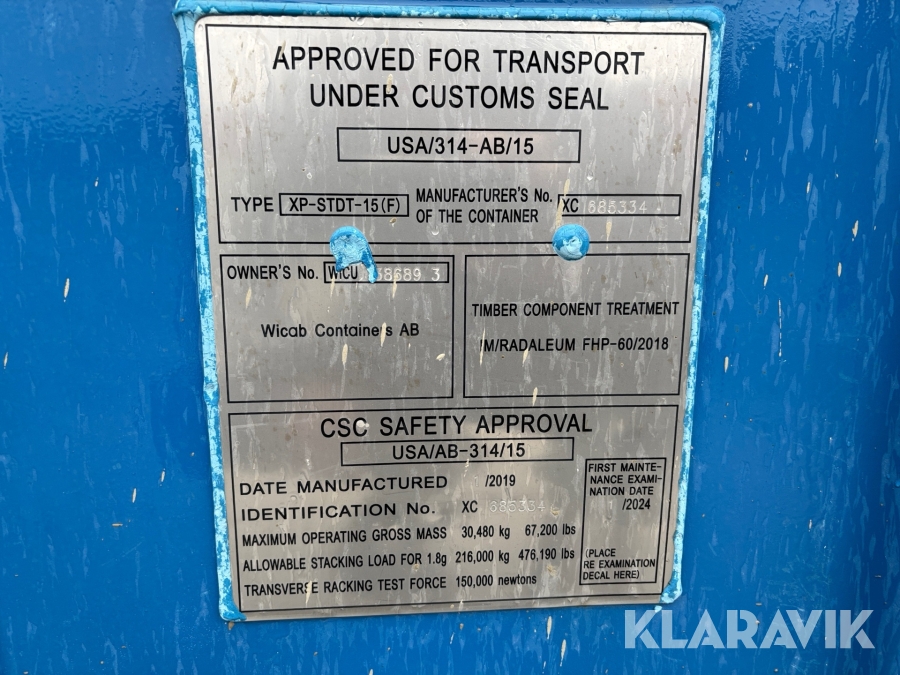 APPROVED FOR TRANSPORT
UNDER CUSTOMS SEAL
USA/314-AB/15
TYPE XP-STDT-15(F)
MANUFACTURER'S No.
OF THE CONTAINER
XC
OWNER'S No. WICU 3
Wicab Containers AB
TIMBER COMPONENT TREATMENT
IM/RADALEUM FHP-60/2018
CSC SAFETY APPROVAL
USA/AB-314/15
DATE MANUFACTURED /2019
IDENTIFICATION No. XC
MAXIMUM OPERATING GROSS MASS 30,480 kg 67,200 lbs
ALLOWABLE STACKING LOAD FOR 1.8g 216,000 kg 476,190 lbs
TRANSVERSE RACKING TEST FORCE 150,000 newtons
FIRST MAINTE-
NANCE EXAMI-
NATION DATE
/2024
(PLACE
RE EXAMINATION
DECAL HERE)
KLARAVIK